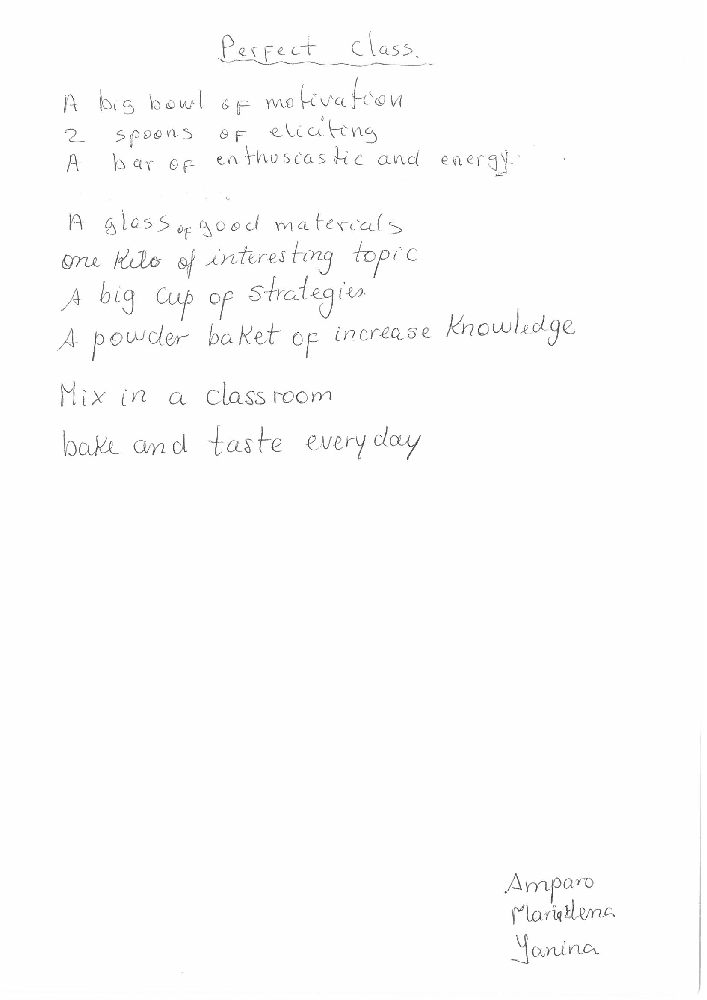 Perfect Class.
A big bowl of motivation
2 spoons of eliciting
A bar of enthusiastic and energy.
A glass of good materials
one Kilo of interesting topic
A big cup of strategies.
A powder baket of increase Knowledge
Mix in a classroom
bake and taste everyday
Amparo
Yanina